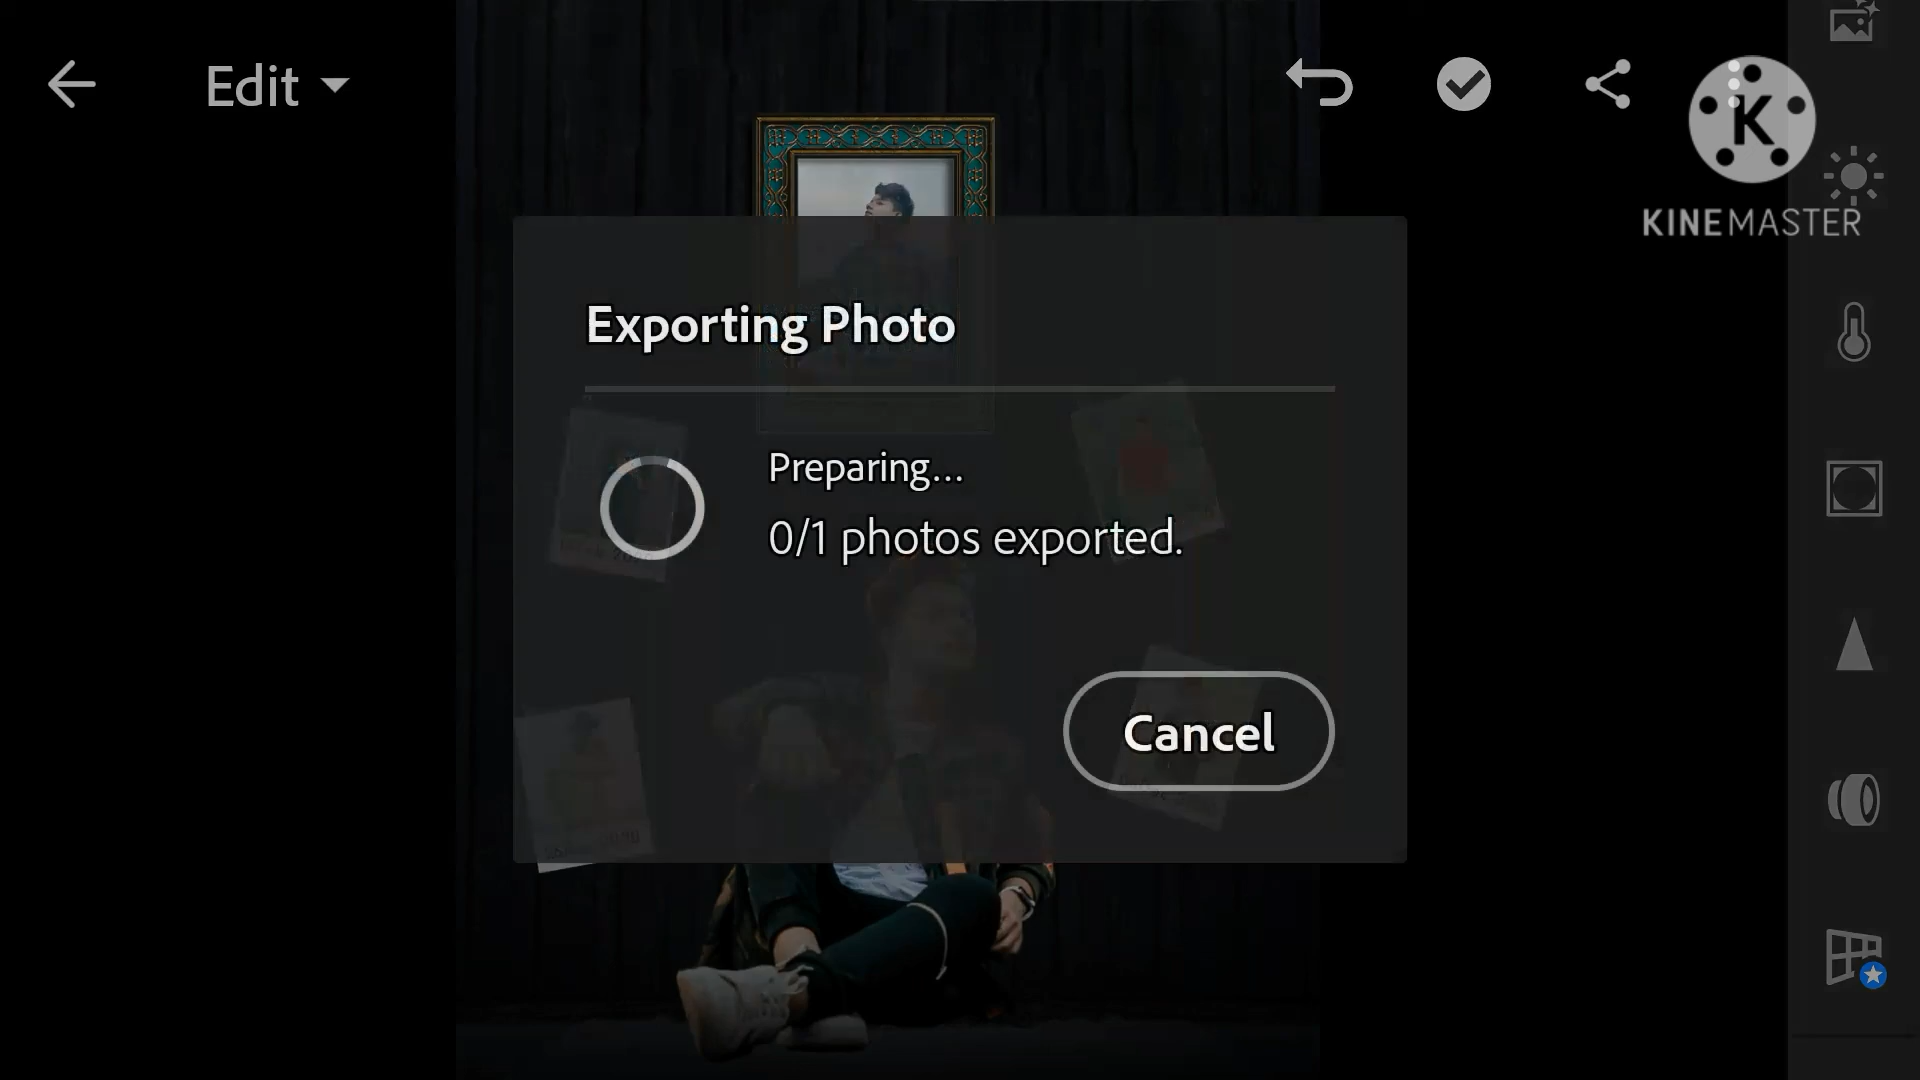 Edit
K
KINEMASTER
Exporting Photo
Preparing...
0/1 photos exported.
Cancel